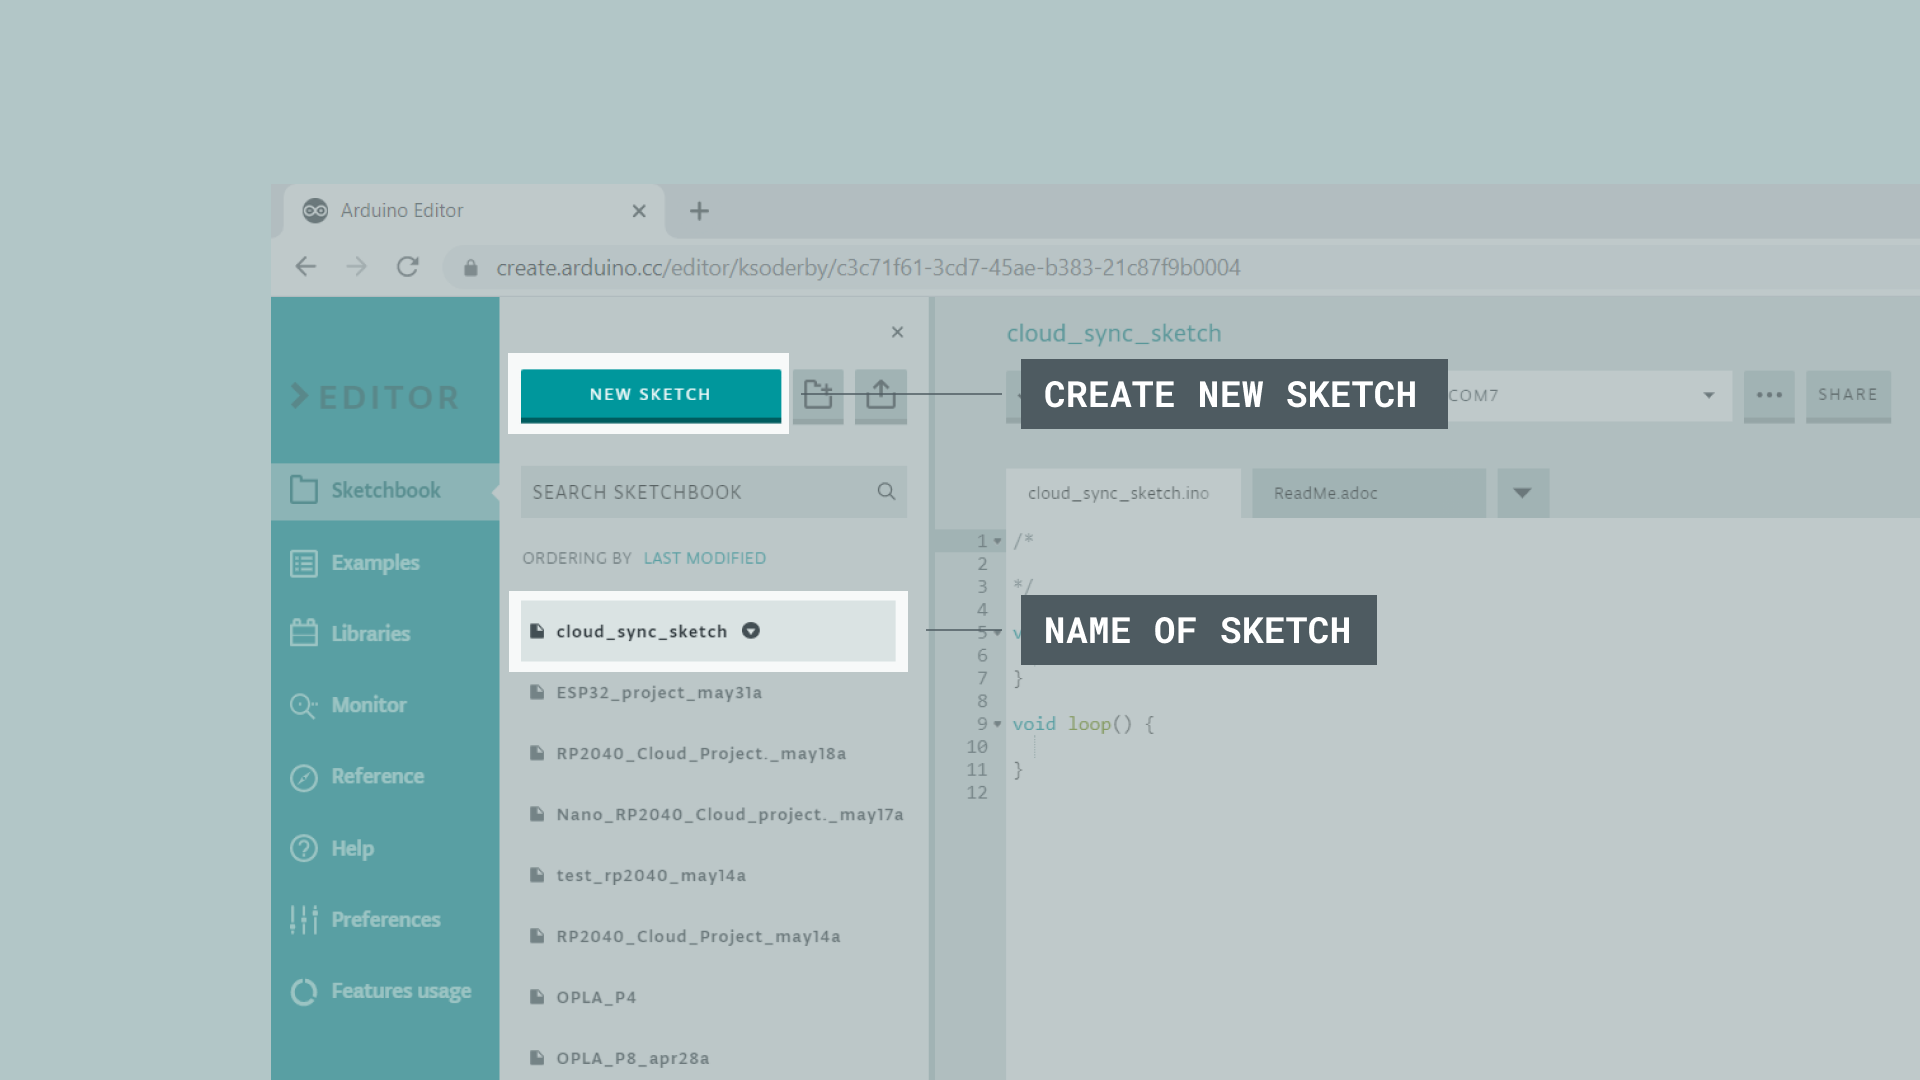 Arduino Editor
create.arduino.cc/editor/ksoderby/c3c71f61-3cd7-45ae-b383-21c87f9b0004
EDITOR
Sketchbook
Examples
Libraries
Monitor
Reference
Help
Preferences
Features usage
NEW SKETCH
SEARCH SKETCHBOOK
ORDERING BY LAST MODIFIED
cloud_sync_sketch
ESP32_project_may31a
RP2040_Cloud_Project._may18a
Nano_RP2040_Cloud_project._may17a
test_rp2040_may14a
RP2040_Cloud_Project_may14a
OPLA_P4
OPLA_P8_apr28a
cloud_sync_sketch
CREATE NEW SKETCH
COM7
SHARE
cloud_sync_sketch.ino
ReadMe.adoc
1 /*
2
3 */
4
5 v
NAME OF SKETCH
6
7 }
8
9 void loop() {
10
11 }
12